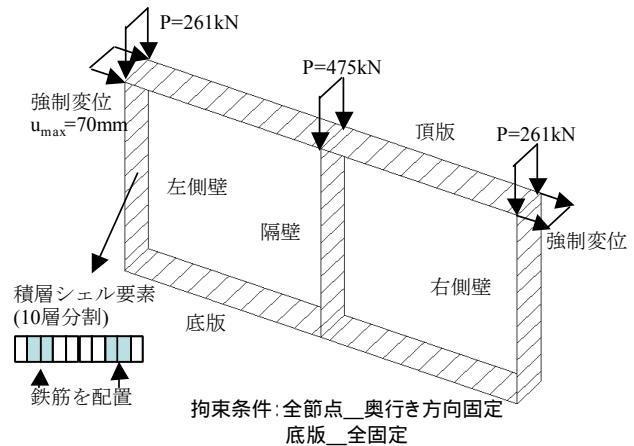 P=261kN
P=475kN
強制変位
u_max=70mm
頂版
P=261kN
左側壁
隔壁
強制変位
右側壁
積層シェル要素
(10層分割)
底版
鉄筋を配置
拘束条件：全節点__奥行き方向固定
底版__全固定